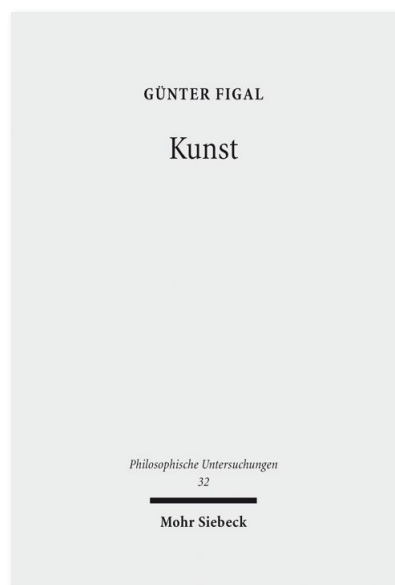 GÜNTER FIGAL
Kunst
Philosophische Untersuchungen
32
Mohr Siebeck